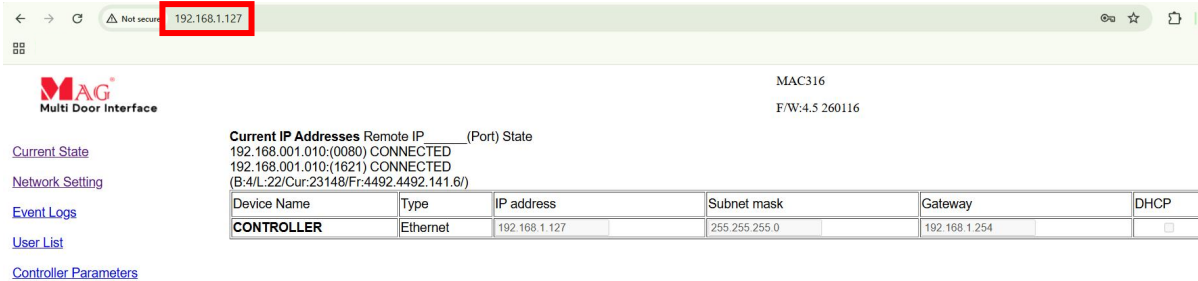 Not secure 192.168.1.127
MAG®
Multi Door Interface
MAC316
F/W:4.5 260116
Current State
Network Setting
Event Logs
User List
Controller Parameters
Current IP Addresses Remote IP______(Port) State
192.168.001.010:(0080) CONNECTED
192.168.001.010:(1621) CONNECTED
(B:4/L:22/Cur:23148/Fr:4492.4492.141.6/)
Device Name Type IP address Subnet mask Gateway DHCP
CONTROLLER Ethernet 192.168.1.127 255.255.255.0 192.168.1.254